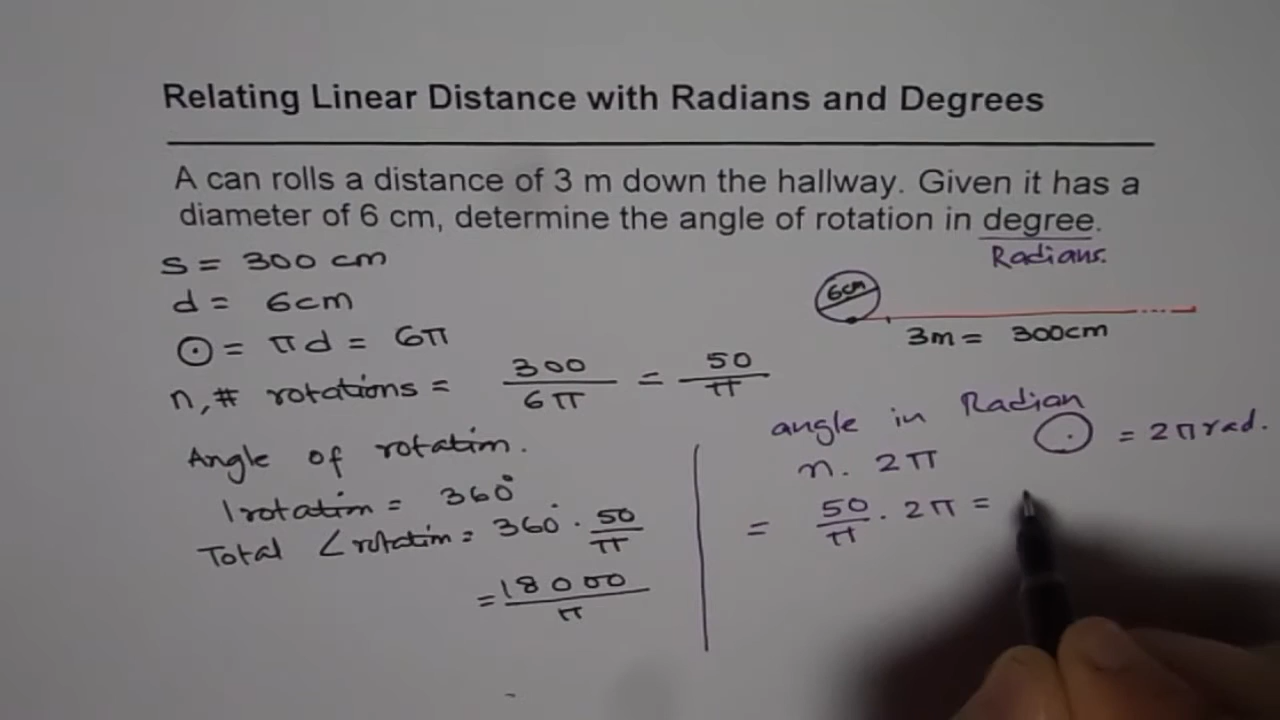 Relating Linear Distance with Radians and Degrees
A can rolls a distance of 3 m down the hallway. Given it has a
diameter of 6 cm, determine the angle of rotation in degree.
Radians.
s = 300 cm
d = 6cm
⊙ = πd = 6π
n, # rotations = 300/6π = 50/π
6cm
3m = 300cm
Angle of rotation.
1 rotation = 360°
Total ∠rotation = 360° · 50/π
= 18000/π
angle in Radian
⊙ = 2π rad.
n. 2π
= 50/π · 2π =